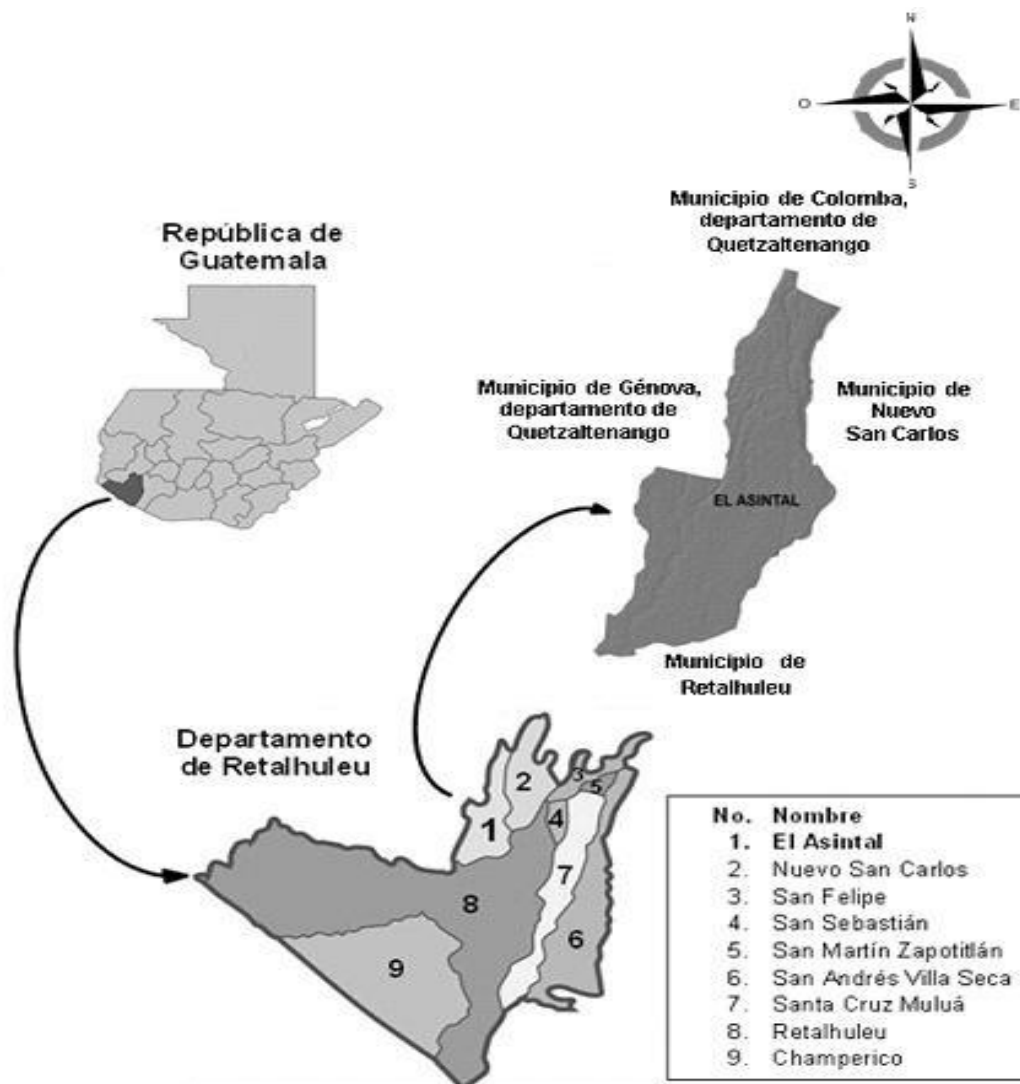 N
O
E
S
Municipio de Colomba,
departamento de
Quetzaltenango
República de
Guatemala
Municipio de Génova,
departamento de
Quetzaltenango
Municipio de
Nuevo
San Carlos
EL ASINTAL
Municipio de
Retalhuleu
Departamento
de Retalhuleu
1
2
3
5
4
7
8
6
9
No. Nombre
1. El Asintal
2. Nuevo San Carlos
3. San Felipe
4. San Sebastián
5. San Martín Zapotitlán
6. San Andrés Villa Seca
7. Santa Cruz Muluá
8. Retalhuleu
9. Champerico